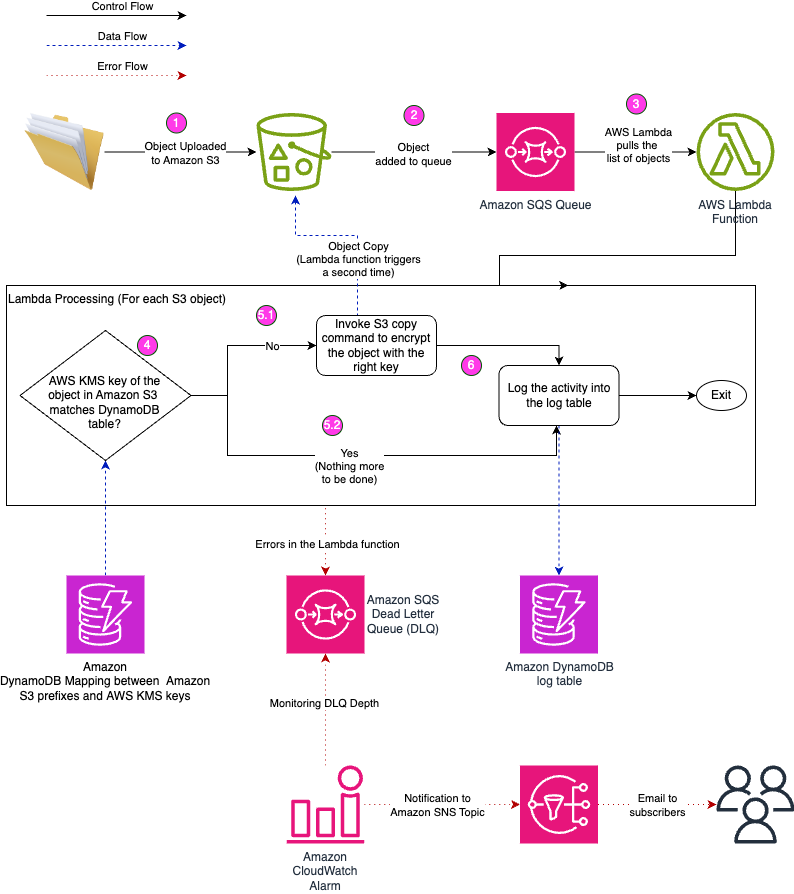 Control Flow
Data Flow
Error Flow
1
Object Uploaded
to Amazon S3
2
Object
added to queue
Amazon SQS Queue
3
AWS Lambda
pulls the
list of objects
AWS Lambda
Function
Object Copy
(Lambda function triggers
a second time)
Lambda Processing (For each S3 object)
4
AWS KMS key of the
object in Amazon S3
matches DynamoDB
table?
5.1
No
Invoke S3 copy
command to encrypt
the object with the
right key
6
Log the activity into
the log table
Exit
5.2
Yes
(Nothing more
to be done)
Errors in the Lambda function
Amazon
DynamoDB Mapping between Amazon
S3 prefixes and AWS KMS keys
Amazon SQS
Dead Letter
Queue (DLQ)
Amazon DynamoDB
log table
Monitoring DLQ Depth
Amazon
CloudWatch
Alarm
Notification to
Amazon SNS Topic
Email to
subscribers